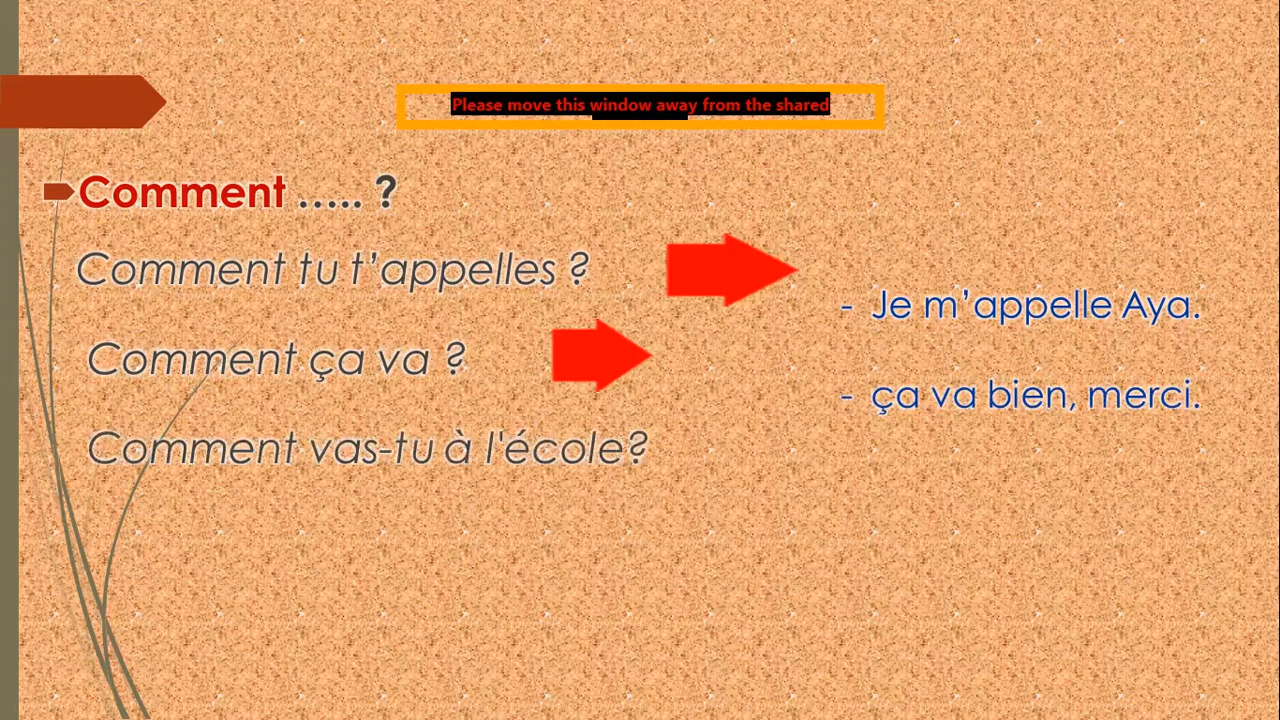 Please move this window away from the shared
Comment ..... ?
Comment tu t’appelles ?
- Je m’appelle Aya.
Comment ça va ?
- ça va bien, merci.
Comment vas-tu à l'école?